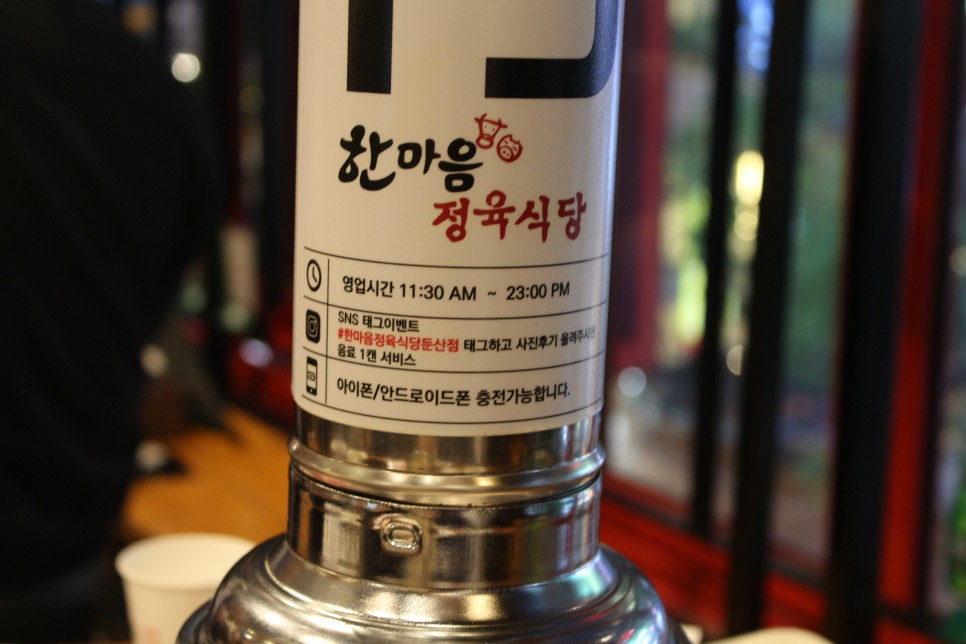 한마음
정육식당
영업시간 11:30 AM ~ 23:00 PM
SNS 태그이벤트
#한마음정육식당둔산점 태그하고 사진후기 올려주시면
음료 1캔 서비스
아이폰/안드로이드폰 충전가능합니다.